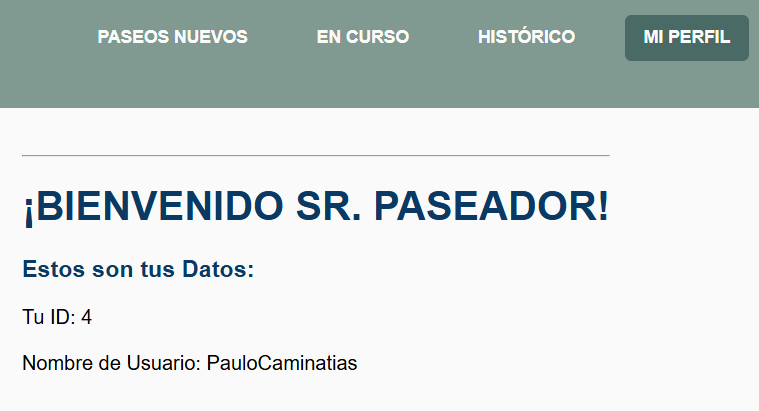 PASEOS NUEVOS EN CURSO HISTÓRICO MI PERFIL
¡BIENVENIDO SR. PASEADOR!
Estos son tus Datos:
Tu ID: 4
Nombre de Usuario: PauloCaminatias